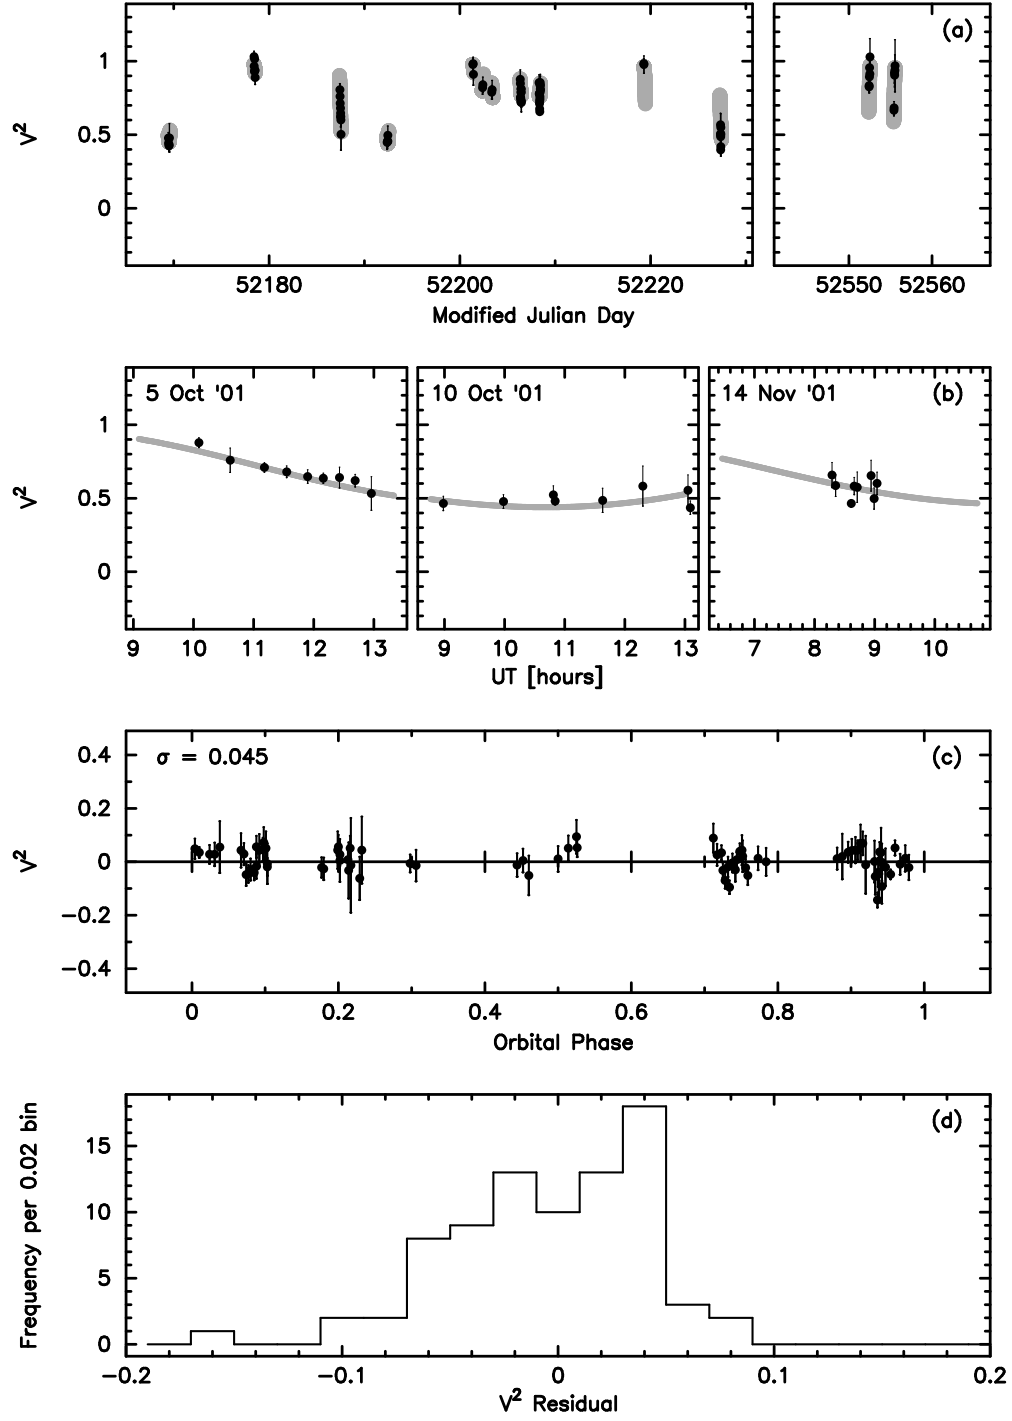 (a)
V²
1
0.5
0
52180 52200 52220 52550 52560
Modified Julian Day
5 Oct '01 10 Oct '01 14 Nov '01 (b)
V²
1
0.5
0
9 10 11 12 13 9 10 11 12 13 7 8 9 10
UT [hours]
σ = 0.045 (c)
V²
0.4
0.2
0
−0.2
−0.4
0 0.2 0.4 0.6 0.8 1
Orbital Phase
(d)
Frequency per 0.02 bin
15
10
5
0
−0.2 −0.1 0 0.1 0.2
V² Residual